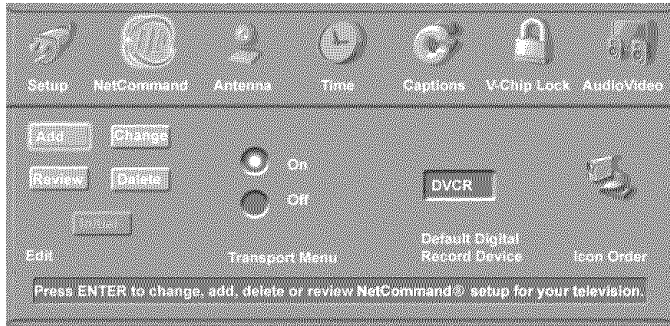 Setup NetCommand Antenna Time Captions V-Chip Lock AudioVideo
Add Change
Review Delete
On
Off
DVCR
Edit
Transport Menu
Default Digital
Record Device
Icon Order
Press ENTER to change, add, delete or review NetCommand® setup for your television.